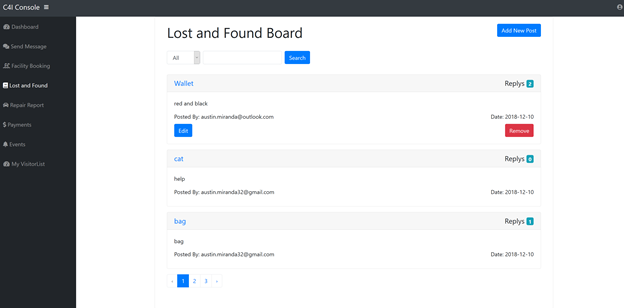 C4I Console
Dashboard
Send Message
Facility Booking
Lost and Found
Repair Report
Payments
Events
My VisitorList
Lost and Found Board
Add New Post
All
Search
Wallet Replys 2
red and black
Posted By: austin.miranda@outlook.com Date: 2018-12-10
Edit Remove
cat Replys 0
help
Posted By: austin.miranda32@gmail.com Date: 2018-12-10
bag Replys 1
bag
Posted By: austin.miranda32@gmail.com Date: 2018-12-10
‹ 1 2 3 ›